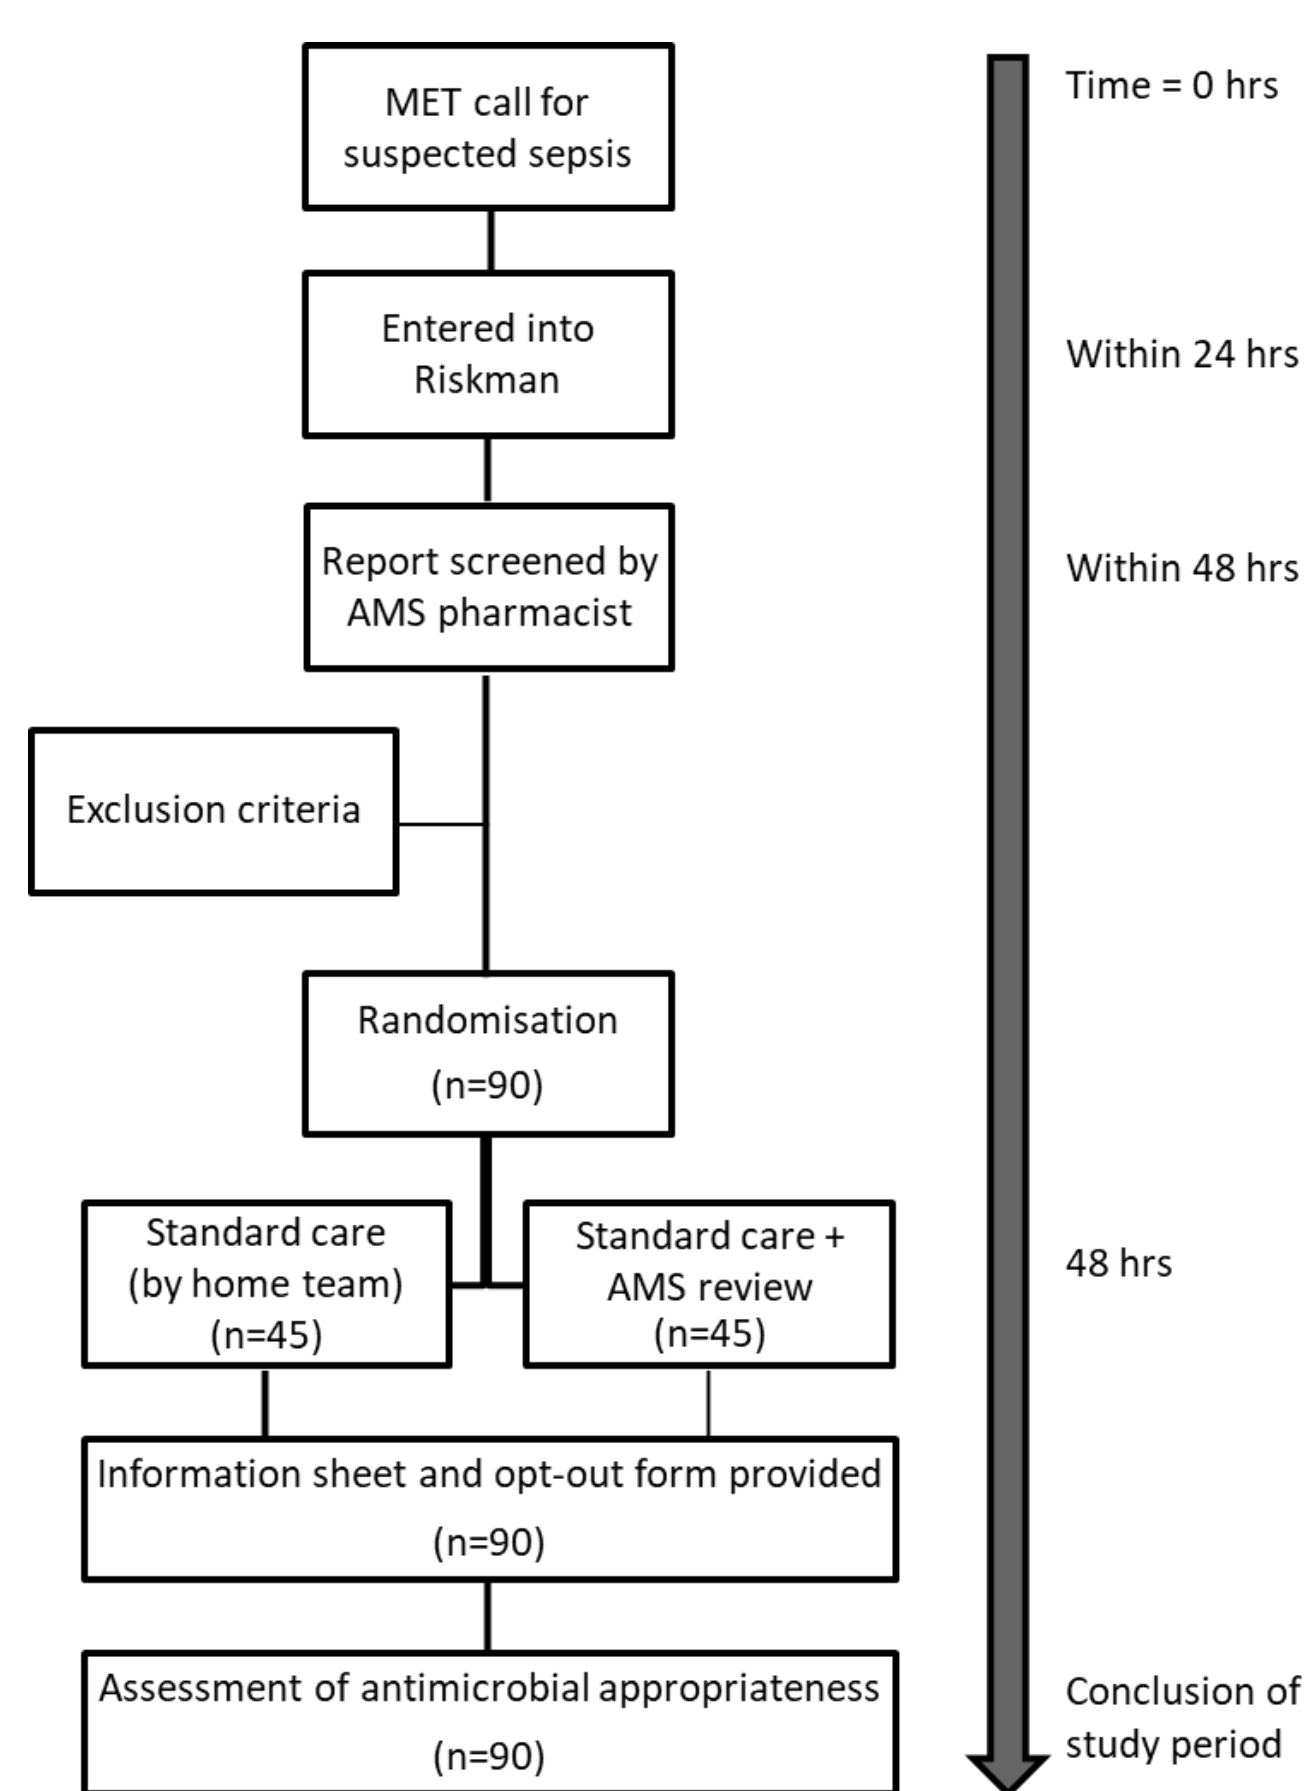 MET call for
suspected sepsis
Time = 0 hrs
Entered into
Riskman
Within 24 hrs
Report screened by
AMS pharmacist
Within 48 hrs
Exclusion criteria
Randomisation
(n=90)
Standard care
(by home team)
(n=45)
Standard care +
AMS review
(n=45)
48 hrs
Information sheet and opt-out form provided
(n=90)
Assessment of antimicrobial appropriateness
(n=90)
Conclusion of
study period